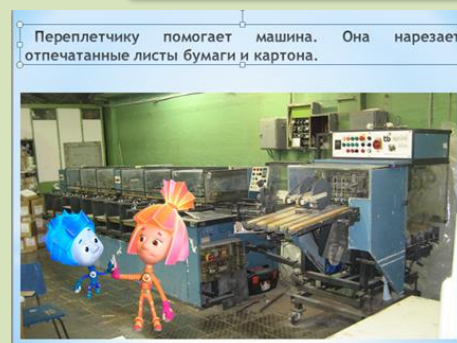 Переплетчику помогает машина. Она нарезает
отпечатанные листы бумаги и картона.